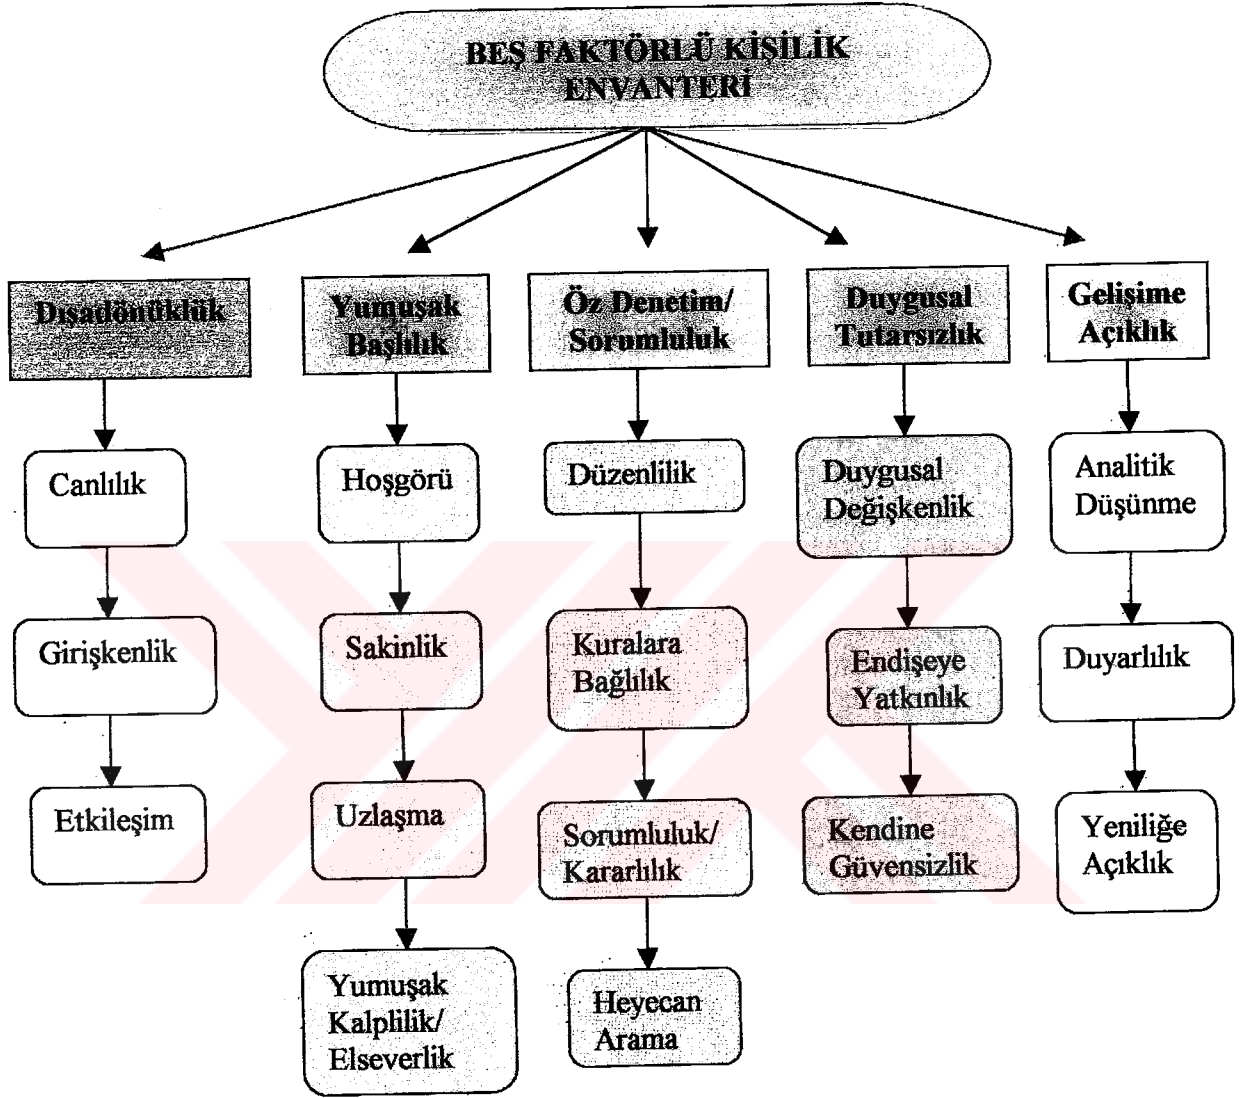 BEŞ FAKTÖRLÜ KİŞİLİK
ENVANTERİ
Dışadönüklük
Yumuşak
Başlılık
Öz Denetim/
Sorumluluk
Duygusal
Tutarsızlık
Gelişime
Açıklık
Canlılık
Hoşgörü
Düzenlilik
Duygusal
Değişkenlik
Analitik
Düşünme
Girişkenlik
Sakinlik
Kuralara
Bağlılık
Endişeye
Yatkınlık
Duyarlılık
Etkileşim
Uzlaşma
Sorumluluk/
Kararlılık
Kendine
Güvensizlik
Yeniliğe
Açıklık
Yumuşak
Kalplilik/
Elseverlik
Heyecan
Arama